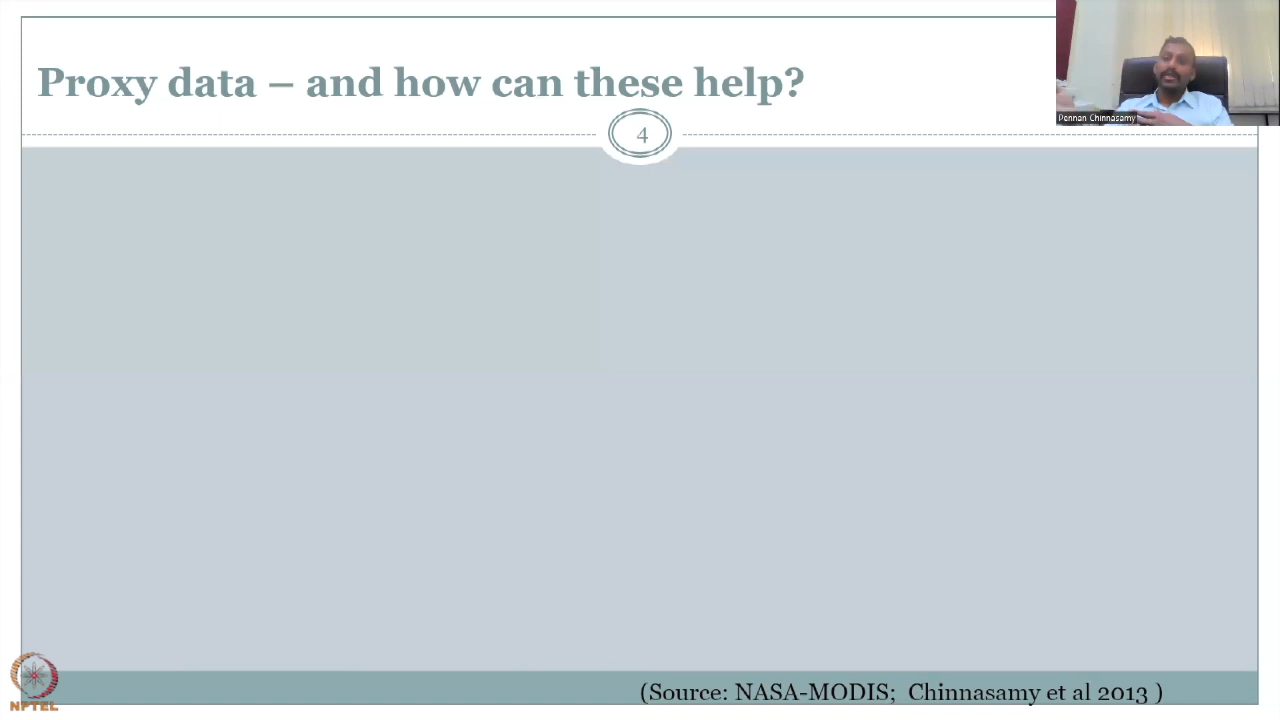 Proxy data – and how can these help?
Pennan Chinnasamy
4
NPTEL
(Source: NASA-MODIS;  Chinnasamy et al 2013 )